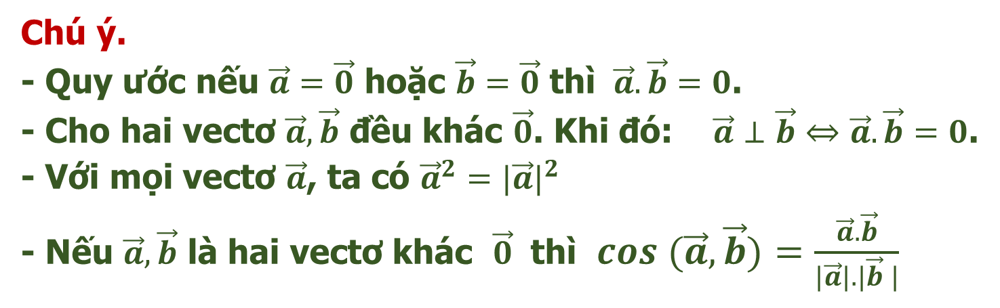 Chú ý.
- Quy ước nếu $\vec{a} = \vec{0}$ hoặc $\vec{b} = \vec{0}$ thì $\vec{a}.\vec{b} = 0$.
- Cho hai vectơ $\vec{a}, \vec{b}$ đều khác $\vec{0}$. Khi đó: $\vec{a} \perp \vec{b} \Leftrightarrow \vec{a}.\vec{b} = 0$.
- Với mọi vectơ $\vec{a}$, ta có $\vec{a}^2 = |\vec{a}|^2$
- Nếu $\vec{a}, \vec{b}$ là hai vectơ khác $\vec{0}$ thì $cos (\vec{a}, \vec{b}) = \frac{\vec{a}.\vec{b}}{|\vec{a}|.|\vec{b}|}$